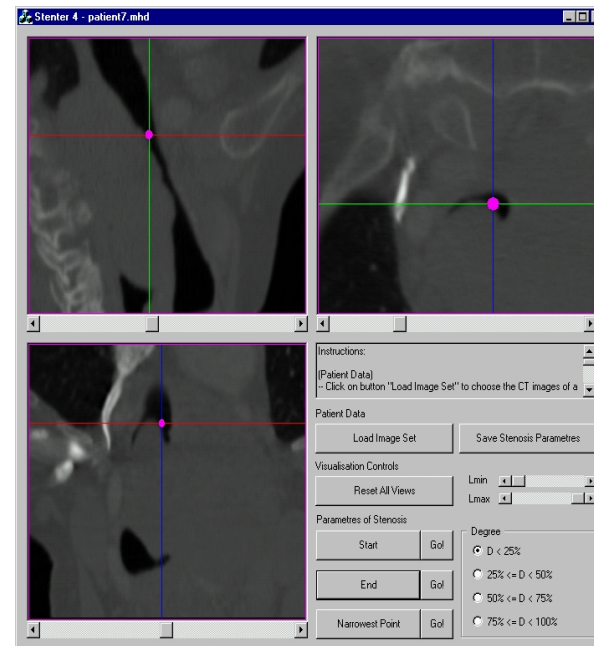 Stenter 4 - patient7.mhd
Instructions:
(Patient Data)
-- Click on button "Load Image Set" to choose the CT images of a
Patient Data
Load Image Set
Save Stenosis Parametres
Visualisation Controls
Reset All Views
Lmin
Lmax
Parametres of Stenosis
Start
Go!
End
Go!
Narrowest Point
Go!
Degree
D < 25%
25% <= D < 50%
50% <= D < 75%
75% <= D < 100%